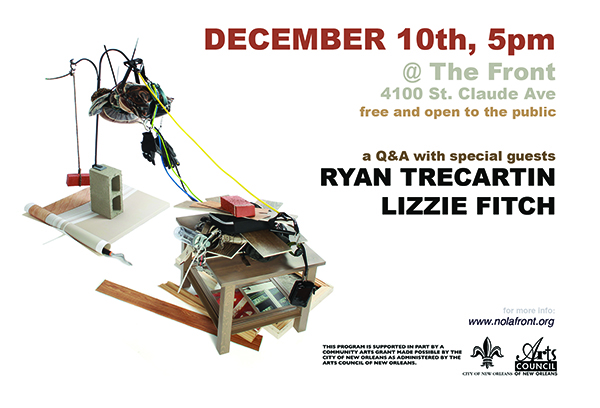 DECEMBER 10th, 5pm
@ The Front
4100 St. Claude Ave
free and open to the public
a Q&A with special guests
RYAN TRECARTIN
LIZZIE FITCH
for more info:
www.nolafront.org
THIS PROGRAM IS SUPPORTED IN PART BY A
COMMUNITY ARTS GRANT MADE POSSIBLE BY THE
CITY OF NEW ORLEANS AS ADMINISTERED BY THE
ARTS COUNCIL OF NEW ORLEANS.
CITY OF NEW ORLEANS
Arts
COUNCIL
OF NEW ORLEANS